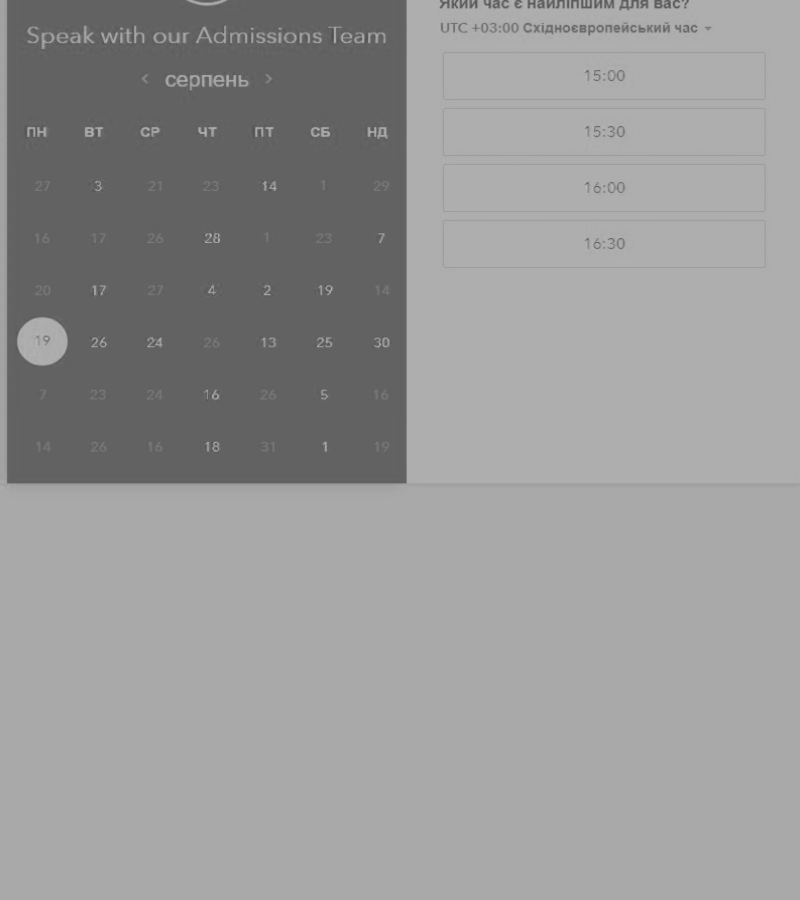 Speak with our Admissions Team
серпень
ПН ВТ СР ЧТ ПТ СБ НД
27 3 21 23 14 1 29
16 17 26 28 1 23 7
20 17 27 4 2 19 14
19 26 24 26 13 25 30
7 23 24 16 26 5 16
14 26 16 18 31 1 19
Який час є найліпшим для вас?
UTC +03:00 Східноєвропейський час
15:00
15:30
16:00
16:30